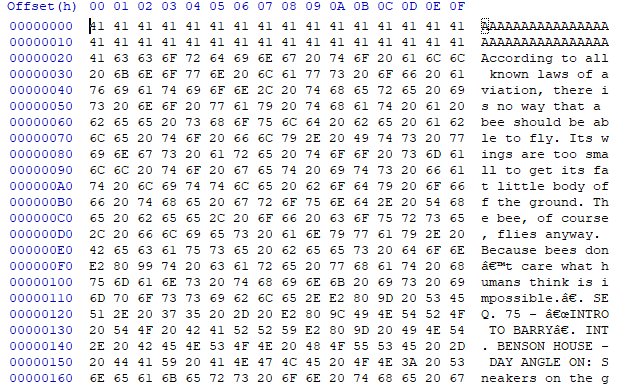 Offset(h) 00 01 02 03 04 05 06 07 08 09 0A 0B 0C 0D 0E 0F
00000000 41 41 41 41 41 41 41 41 41 41 41 41 41 41 41 41 AAAAAAAAAAAAAAAA
00000010 41 41 41 41 41 41 41 41 41 41 41 41 41 41 41 41 AAAAAAAAAAAAAAAA
00000020 41 63 63 6F 72 64 69 6E 67 20 74 6F 20 61 6C 6C According to all
00000030 20 6B 6E 6F 77 6E 20 6C 61 77 73 20 6F 66 20 61 known laws of a
00000040 76 69 61 74 69 6F 6E 2C 20 74 68 65 72 65 20 69 viation, there i
00000050 73 20 6E 6F 20 77 61 79 20 74 68 61 74 20 61 20 s no way that a
00000060 62 65 65 20 73 68 6F 75 6C 64 20 62 65 20 61 62 bee should be ab
00000070 6C 65 20 74 6F 20 66 6C 79 2E 20 49 74 73 20 77 le to fly. Its w
00000080 69 6E 67 73 20 61 72 65 20 74 6F 6F 20 73 6D 61 ings are too sma
00000090 6C 6C 20 74 6F 20 67 65 74 20 69 74 73 20 66 61 ll to get its fa
000000A0 74 20 6C 69 74 74 6C 65 20 62 6F 64 79 20 6F 66 t little body of
000000B0 66 20 74 68 65 20 67 72 6F 75 6E 64 2E 20 54 68 f the ground. Th
000000C0 65 20 62 65 65 2C 20 6F 66 20 63 6F 75 72 73 65 e bee, of course
000000D0 2C 20 66 6C 69 65 73 20 61 6E 79 77 61 79 2E 20 , flies anyway.
000000E0 42 65 63 61 75 73 65 20 62 65 65 73 20 64 6F 6E Because bees don
000000F0 E2 80 99 74 20 63 61 72 65 20 77 68 61 74 20 68 â€™t care what h
00000100 75 6D 61 6E 73 20 74 68 69 6E 6B 20 69 73 20 69 umans think is i
00000110 6D 70 6F 73 73 69 62 6C 65 2E E2 80 9D 20 53 45 mpossible.â€. SE
00000120 51 2E 20 37 35 20 2D 20 E2 80 9C 49 4E 54 52 4F Q. 75 - â€œINTRO
00000130 20 54 4F 20 42 41 52 52 59 E2 80 9D 20 49 4E 54 TO BARRYâ€. INT
00000140 2E 20 42 45 4E 53 4F 4E 20 48 4F 55 53 45 20 2D . BENSON HOUSE -
00000150 20 44 41 59 20 41 4E 47 4C 45 20 4F 4E 3A 20 53 DAY ANGLE ON: S
00000160 6E 65 61 6B 65 72 73 20 6F 6E 20 74 68 65 20 67 neakers on the g